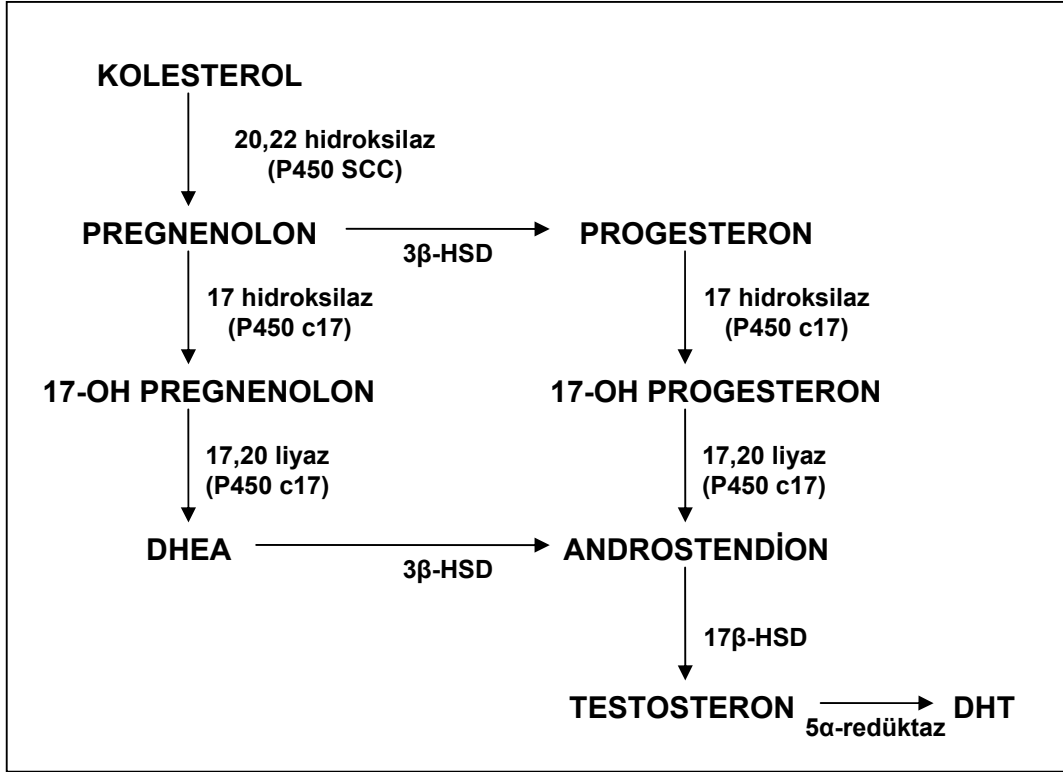 KOLESTEROL
20,22 hidroksilaz
(P450 SCC)
PREGNENOLON
3β-HSD
PROGESTERON
17 hidroksilaz
(P450 c17)
17 hidroksilaz
(P450 c17)
17-OH PREGNENOLON
17-OH PROGESTERON
17,20 liyaz
(P450 c17)
17,20 liyaz
(P450 c17)
DHEA
3β-HSD
ANDROSTENDİON
17β-HSD
TESTOSTERON
5α-redüktaz
DHT